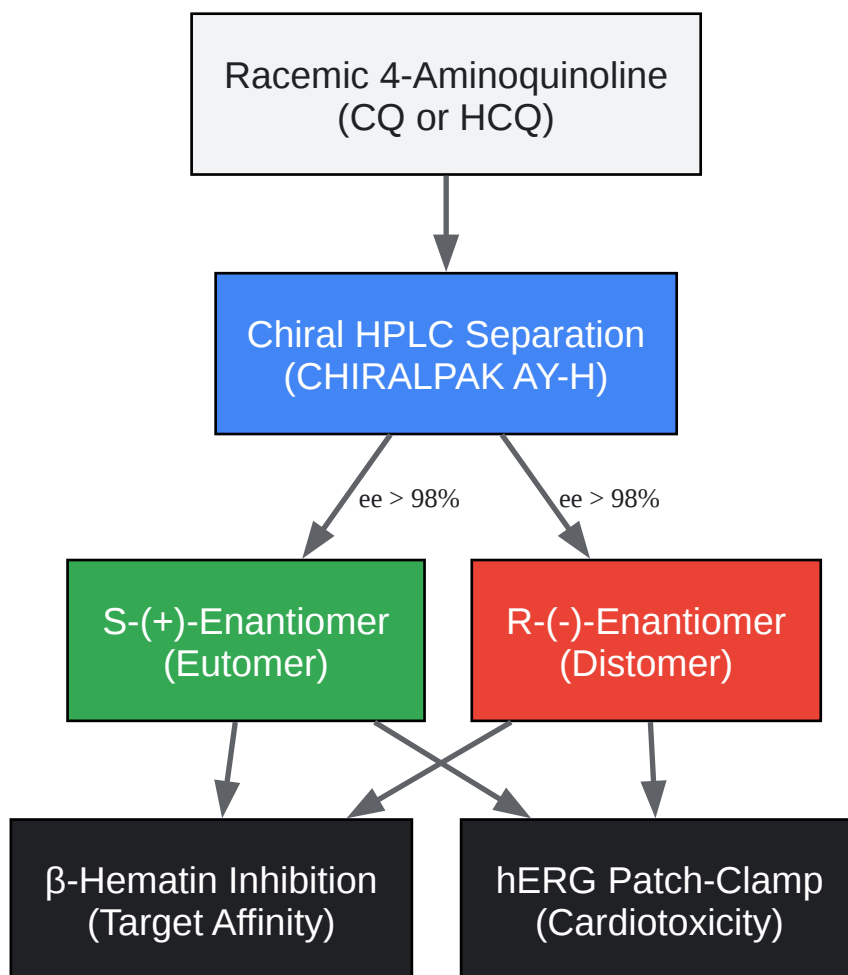 Racemic 4-Aminoquinoline
(CQ or HCQ)
Chiral HPLC Separation
(CHIRALPAK AY-H)
ee > 98%
ee > 98%
S-(+)-Enantiomer
(Eutomer)
R-(-)-Enantiomer
(Distomer)
β-Hematin Inhibition
(Target Affinity)
hERG Patch-Clamp
(Cardiotoxicity)